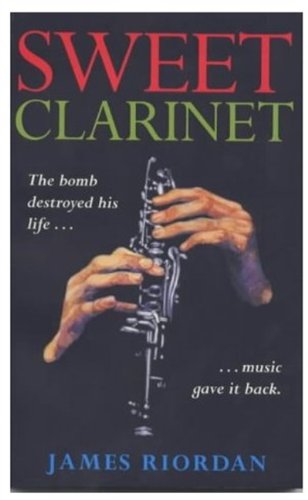 SWEET
CLARINET
The bomb
destroyed his
life...
...music
gave it back.
JAMES RIORDAN